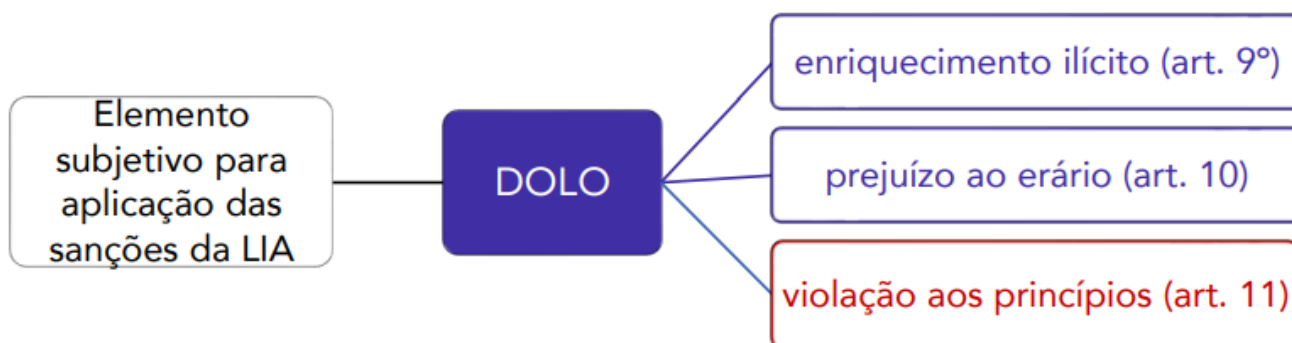 Elemento
subjetivo para
aplicação das
sanções da LIA
DOLO
enriquecimento ilícito (art. 9º)
prejuízo ao erário (art. 10)
violação aos princípios (art. 11)